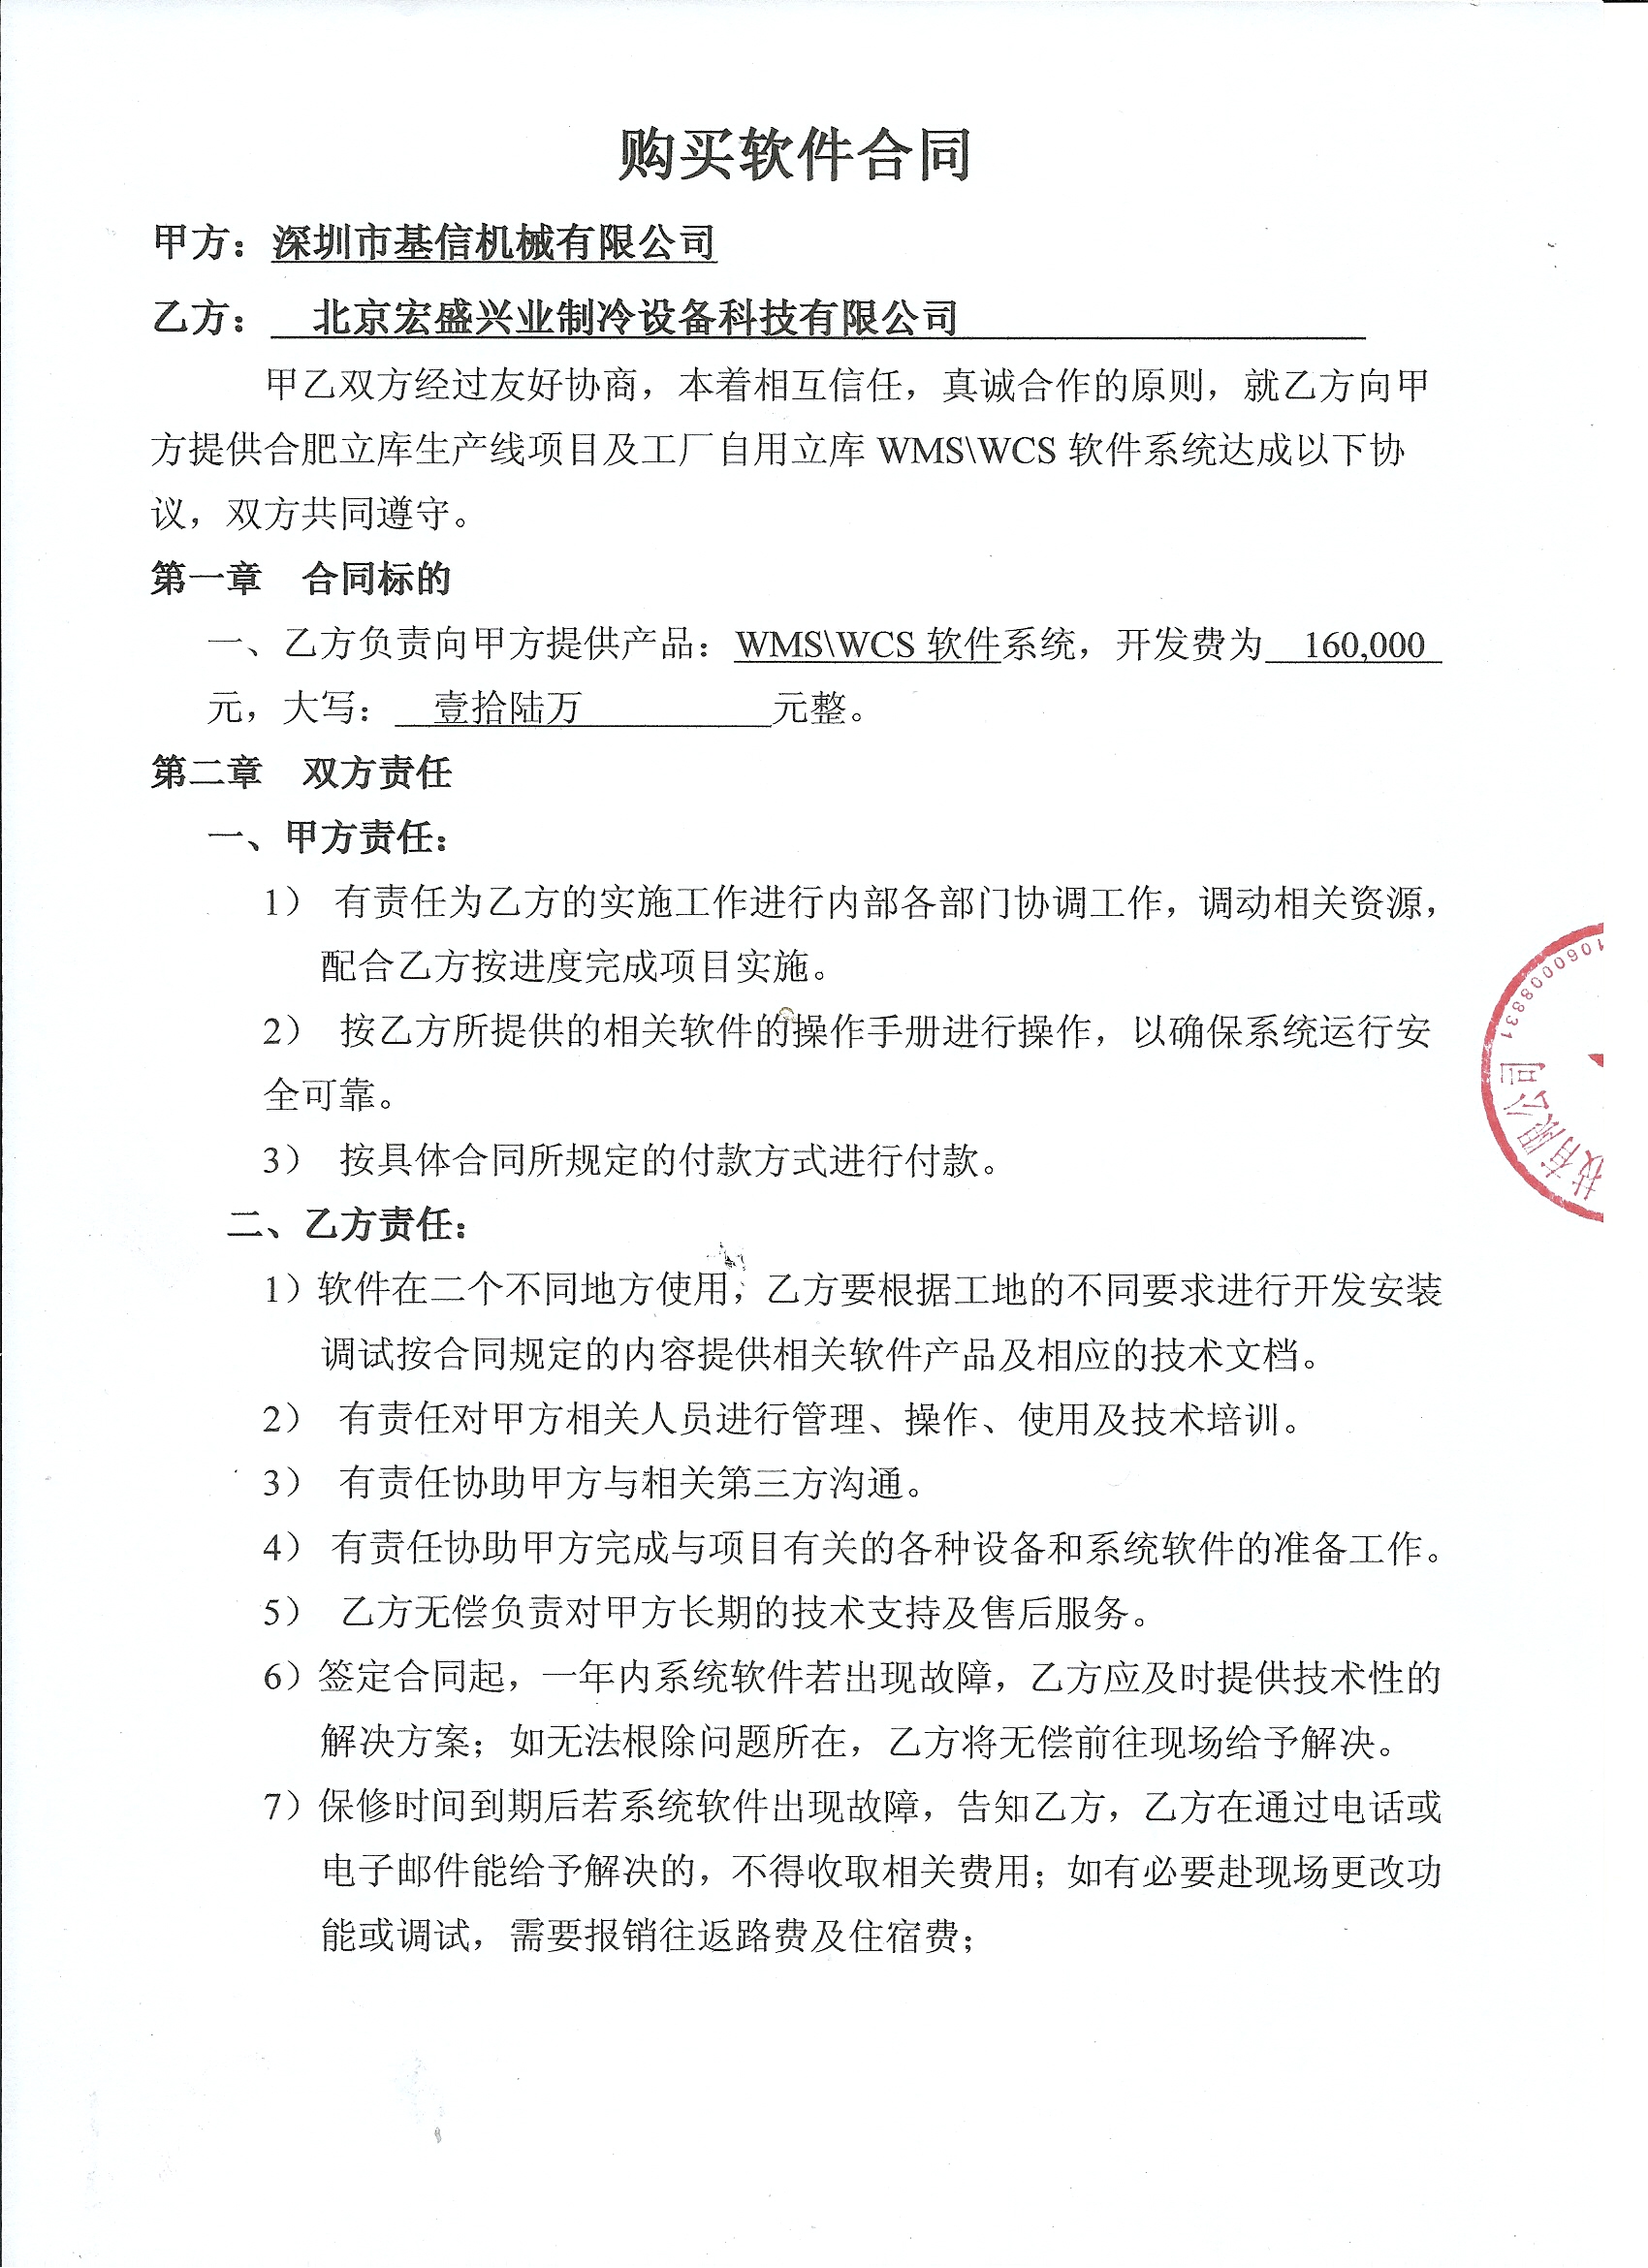 购买软件合同
甲方：深圳市基信机械有限公司
乙方： 北京宏盛兴业制冷设备科技有限公司
甲乙双方经过友好协商，本着相互信任，真诚合作的原则，就乙方向甲
方提供合肥立库生产线项目及工厂自用立库 WMS\WCS 软件系统达成以下协
议，双方共同遵守。
第一章 合同标的
一、乙方负责向甲方提供产品：WMS\WCS 软件系统，开发费为 160,000
元，大写： 壹拾陆万 元整。
第二章 双方责任
一、甲方责任：
1） 有责任为乙方的实施工作进行内部各部门协调工作，调动相关资源，
配合乙方按进度完成项目实施。
2） 按乙方所提供的相关软件的操作手册进行操作，以确保系统运行安
全可靠。
3） 按具体合同所规定的付款方式进行付款。
二、乙方责任：
1）软件在二个不同地方使用，乙方要根据工地的不同要求进行开发安装
调试按合同规定的内容提供相关软件产品及相应的技术文档。
2） 有责任对甲方相关人员进行管理、操作、使用及技术培训。
3） 有责任协助甲方与相关第三方沟通。
4） 有责任协助甲方完成与项目有关的各种设备和系统软件的准备工作。
5） 乙方无偿负责对甲方长期的技术支持及售后服务。
6）签定合同起，一年内系统软件若出现故障，乙方应及时提供技术性的
解决方案；如无法根除问题所在，乙方将无偿前往现场给予解决。
7）保修时间到期后若系统软件出现故障，告知乙方，乙方在通过电话或
电子邮件能给予解决的，不得收取相关费用；如有必要赴现场更改功
能或调试，需要报销往返路费及住宿费；
技有限公司
1060008831